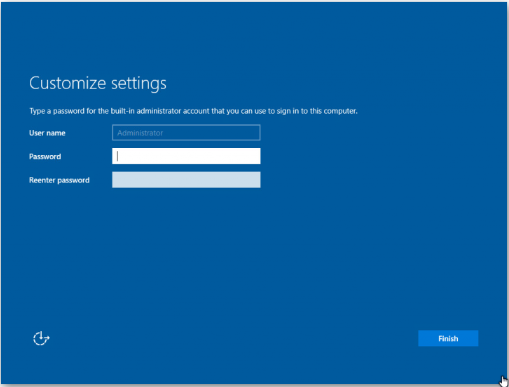 Customize settings
Type a password for the built-in administrator account that you can use to sign in to this computer.
User name
Administrator
Password
Reenter password
Finish